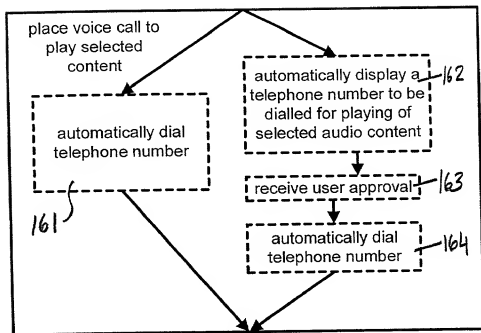 place voice call to
play selected
content
automatically dial
telephone number
161
automatically display a
telephone number to be
dialled for playing of
selected audio content
162
receive user approval
163
automatically dial
telephone number
164